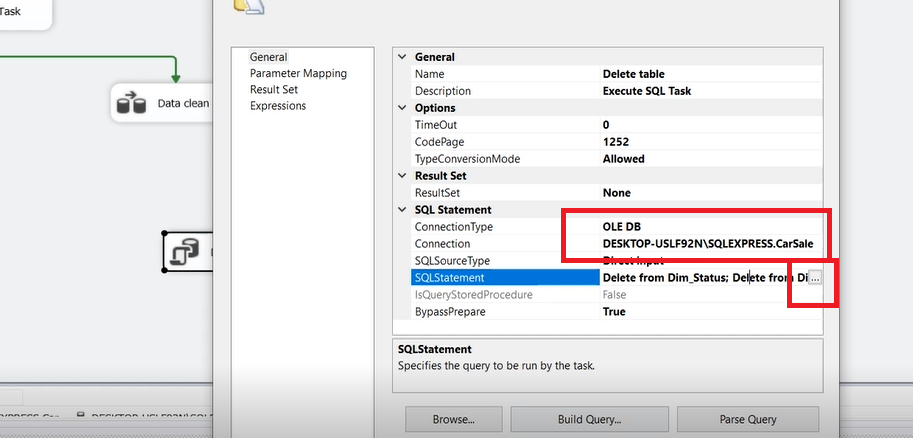 Task
Data clean
General
Parameter Mapping
Result Set
Expressions
General
Name Delete table
Description Execute SQL Task
Options
TimeOut 0
CodePage 1252
TypeConversionMode Allowed
Result Set
ResultSet None
SQL Statement
ConnectionType OLE DB
Connection DESKTOP-USLF92N\SQLEXPRESS.CarSale
SQLSourceType Direct input
SQLStatement Delete from Dim_Status; Delete from Di ...
IsQueryStoredProcedure False
BypassPrepare True
SQLStatement
Specifies the query to be run by the task.
Browse... Build Query... Parse Query